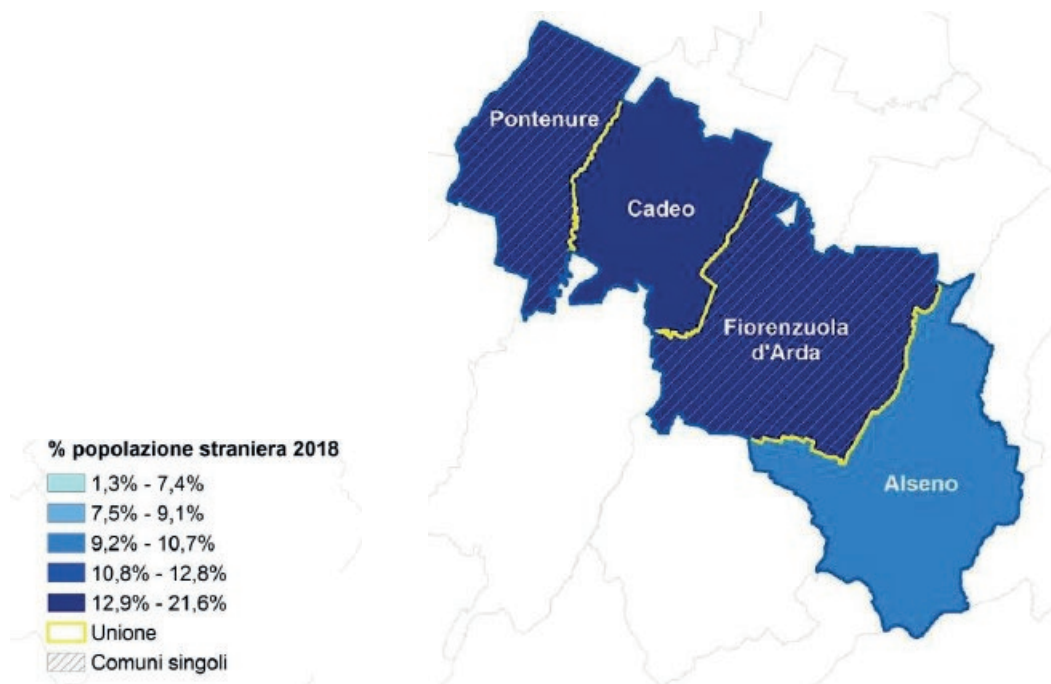 Pontenure
Cadeo
Fiorenzuola
d'Arda
Alseno
% popolazione straniera 2018
1,3% - 7,4%
7,5% - 9,1%
9,2% - 10,7%
10,8% - 12,8%
12,9% - 21,6%
Unione
Comuni singoli